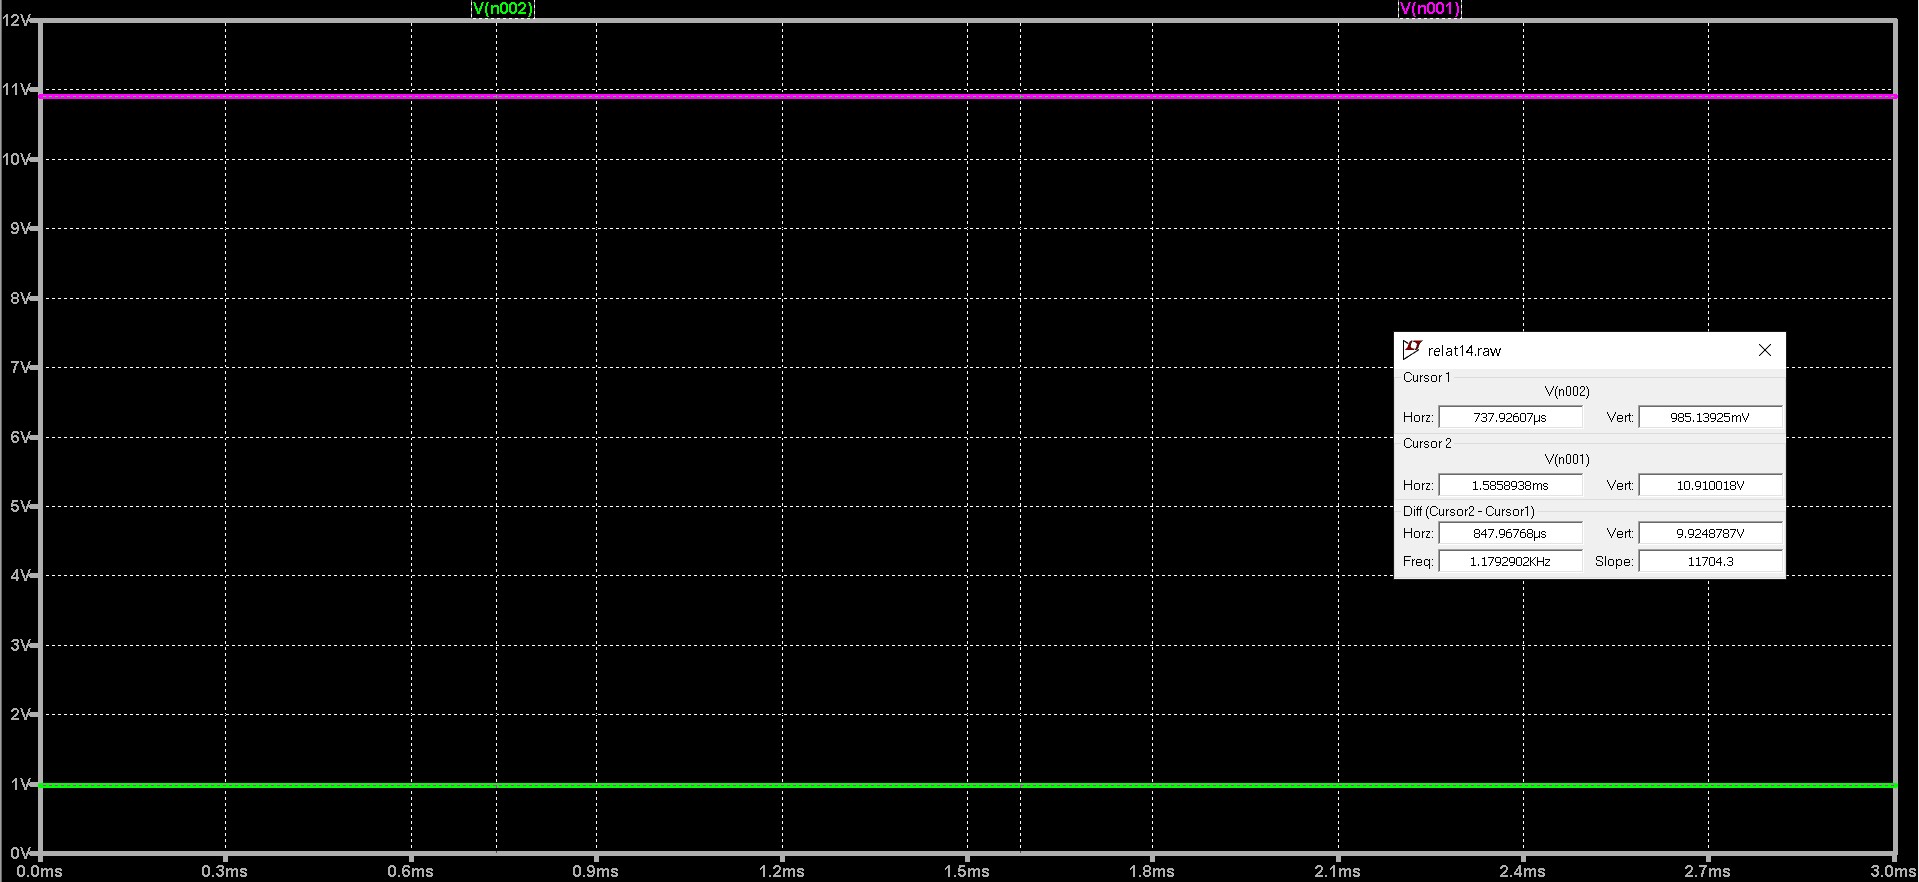 V(n002) V(n001)
12V
11V
10V
9V
8V
7V
6V
5V
4V
3V
2V
1V
0V
0.0ms 0.3ms 0.6ms 0.9ms 1.2ms 1.5ms 1.8ms 2.1ms 2.4ms 2.7ms 3.0ms
relat14.raw
Cursor 1
V(n002)
Horz: 737.92607µs Vert: 985.13925mV
Cursor 2
V(n001)
Horz: 1.5858938ms Vert: 10.910018V
Diff (Cursor2 - Cursor1)
Horz: 847.96768µs Vert: 9.9248787V
Freq: 1.1792902KHz Slope: 11704.3